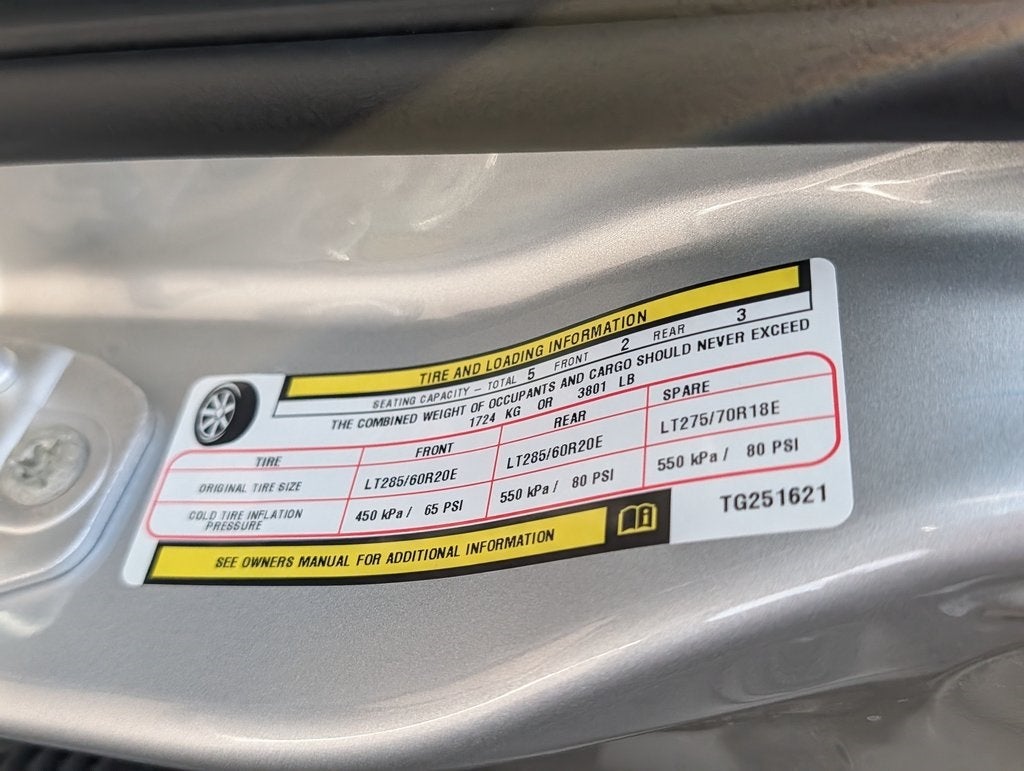 TIRE AND LOADING INFORMATION
SEATING CAPACITY - TOTAL 5 FRONT 2 REAR 3
THE COMBINED WEIGHT OF OCCUPANTS AND CARGO SHOULD NEVER EXCEED
1724 KG OR 3801 LB
TIRE FRONT REAR SPARE
ORIGINAL TIRE SIZE LT285/60R20E LT285/60R20E LT275/70R18E
COLD TIRE INFLATION PRESSURE 450 kPa / 65 PSI 550 kPa / 80 PSI 550 kPa / 80 PSI
SEE OWNERS MANUAL FOR ADDITIONAL INFORMATION
TG251621